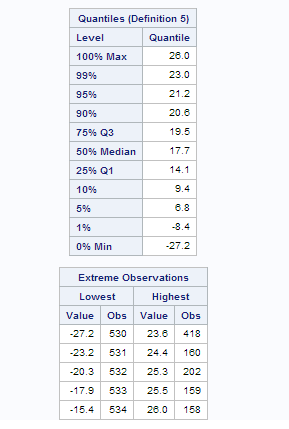 Quantiles (Definition 5)
Level Quantile
100% Max 26.0
99% 23.0
95% 21.2
90% 20.6
75% Q3 19.5
50% Median 17.7
25% Q1 14.1
10% 9.4
5% 6.8
1% -8.4
0% Min -27.2
Extreme Observations
Lowest Highest
Value Obs Value Obs
-27.2 530 23.6 418
-23.2 531 24.4 160
-20.3 532 25.3 202
-17.9 533 25.5 159
-15.4 534 26.0 158